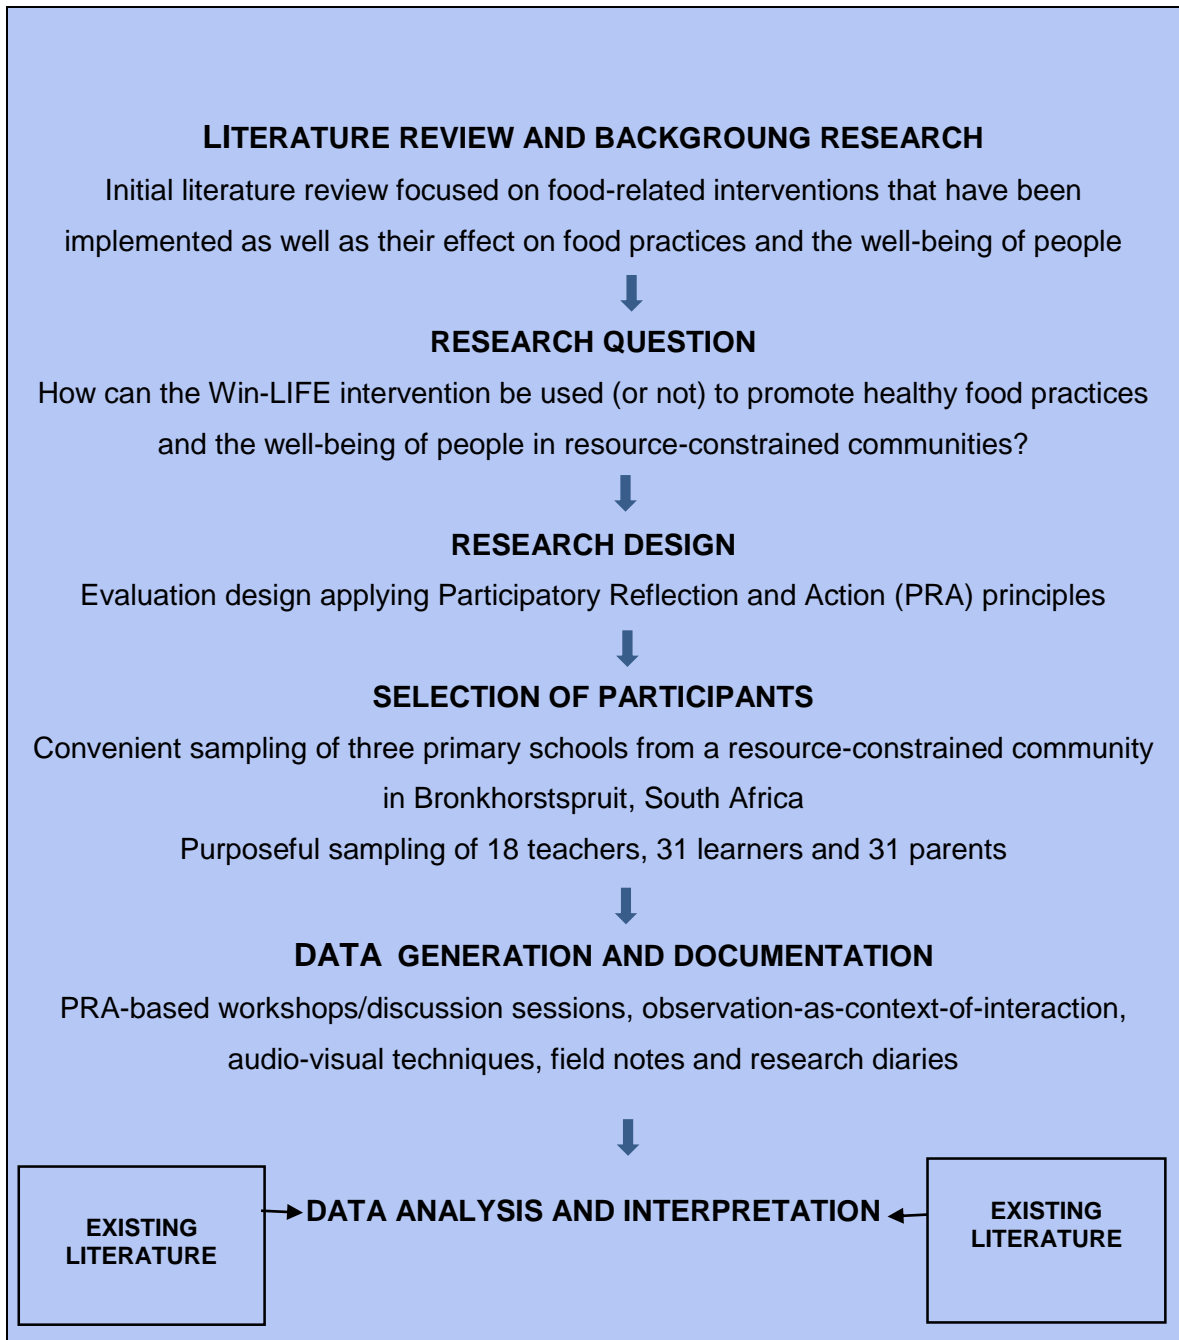 LITERATURE REVIEW AND BACKGROUNG RESEARCH
Initial literature review focused on food-related interventions that have been
implemented as well as their effect on food practices and the well-being of people
RESEARCH QUESTION
How can the Win-LIFE intervention be used (or not) to promote healthy food practices
and the well-being of people in resource-constrained communities?
RESEARCH DESIGN
Evaluation design applying Participatory Reflection and Action (PRA) principles
SELECTION OF PARTICIPANTS
Convenient sampling of three primary schools from a resource-constrained community
in Bronkhorstspruit, South Africa
Purposeful sampling of 18 teachers, 31 learners and 31 parents
DATA GENERATION AND DOCUMENTATION
PRA-based workshops/discussion sessions, observation-as-context-of-interaction,
audio-visual techniques, field notes and research diaries
EXISTING
LITERATURE
DATA ANALYSIS AND INTERPRETATION
EXISTING
LITERATURE